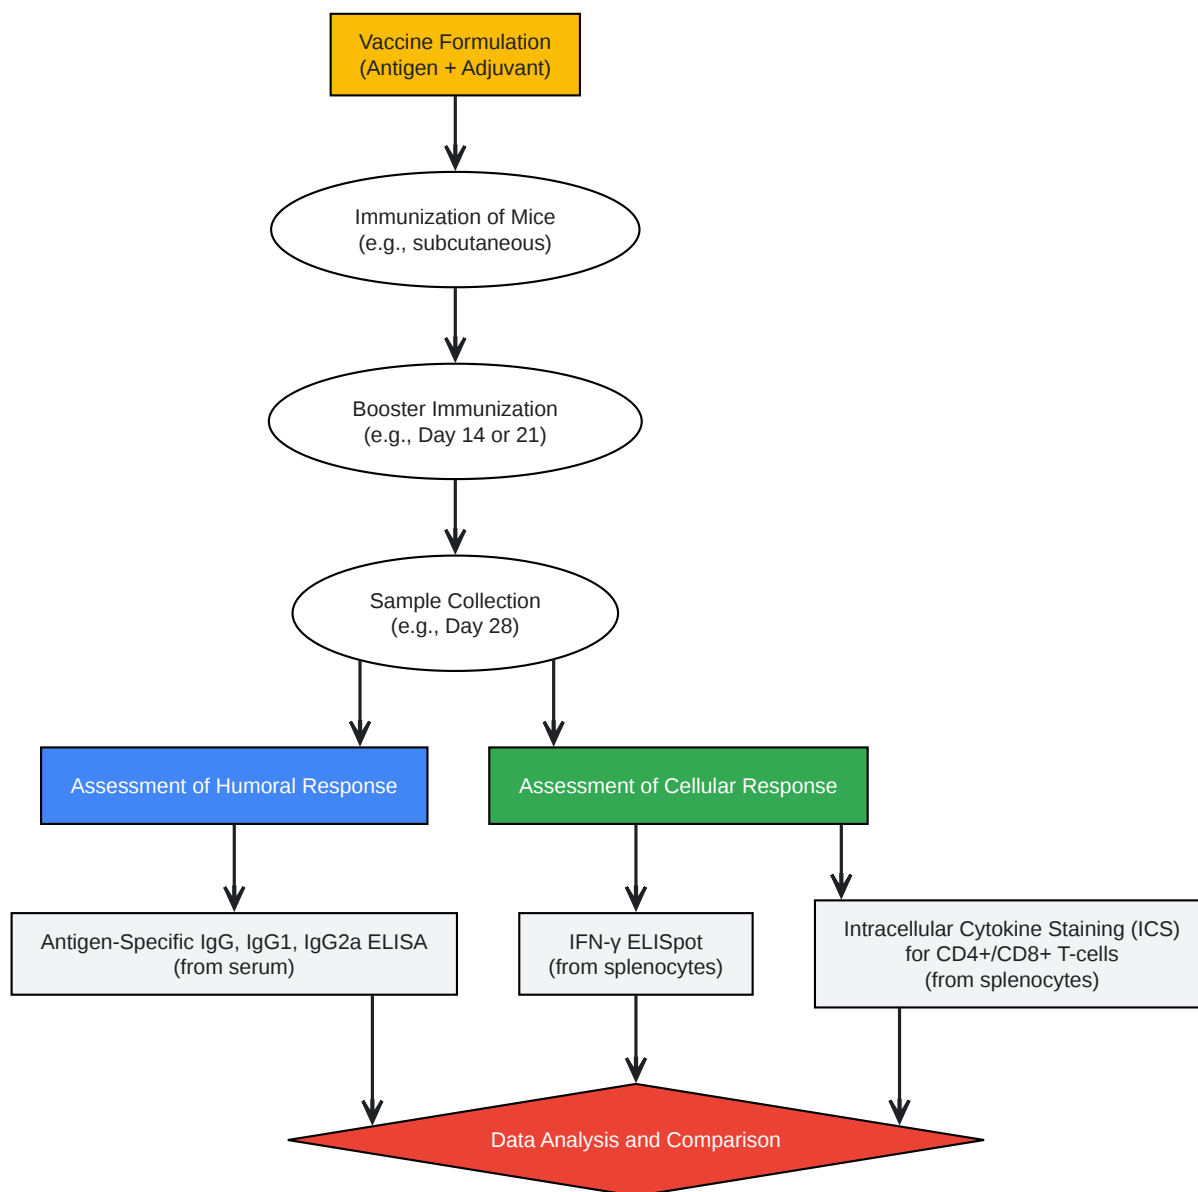 Vaccine Formulation
(Antigen + Adjuvant)
Immunization of Mice
(e.g., subcutaneous)
Booster Immunization
(e.g., Day 14 or 21)
Sample Collection
(e.g., Day 28)
Assessment of Humoral Response
Assessment of Cellular Response
Antigen-Specific IgG, IgG1, IgG2a ELISA
(from serum)
IFN-γ ELISpot
(from splenocytes)
Intracellular Cytokine Staining (ICS)
for CD4+/CD8+ T-cells
(from splenocytes)
Data Analysis and Comparison